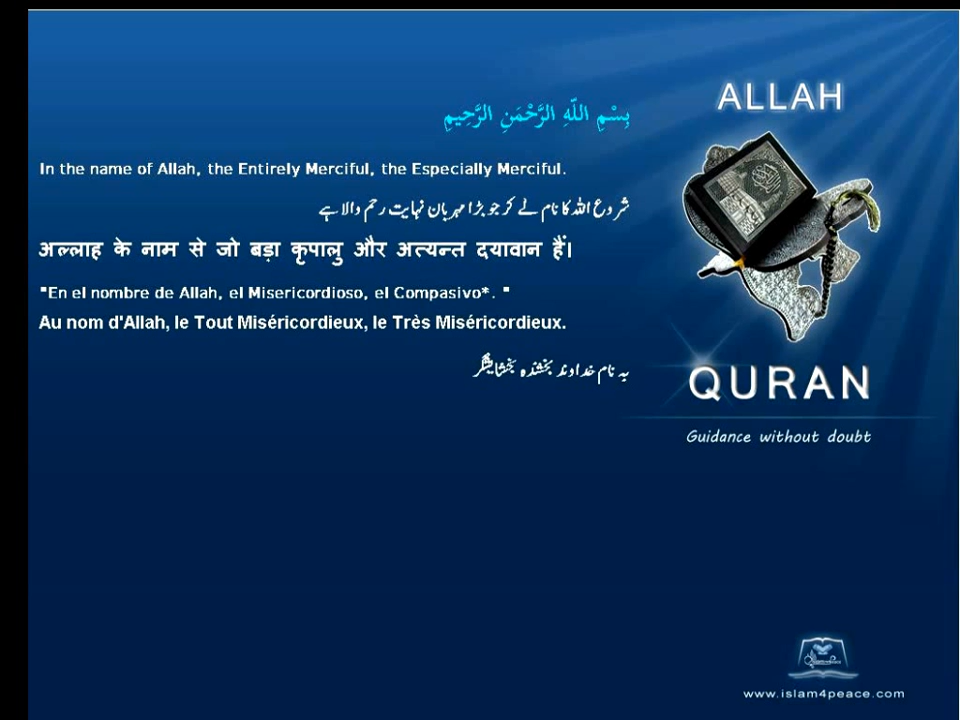 بِسْمِ اللّهِ الرَّحْمَنِ الرَّحِيمِ
In the name of Allah, the Entirely Merciful, the Especially Merciful.
شروع الله کا نام لے کر جو بڑا مہربان نہایت رحم والا ہے
अल्लाह के नाम से जो बड़ा कृपालु और अत्यन्त दयावान हैं।
"En el nombre de Allah, el Misericordioso, el Compasivo*. "
Au nom d'Allah, le Tout Miséricordieux, le Très Miséricordieux.
به نام خداوند بخشنده بخشایشگر
ALLAH
QURAN
Guidance without doubt
www.islam4peace.com